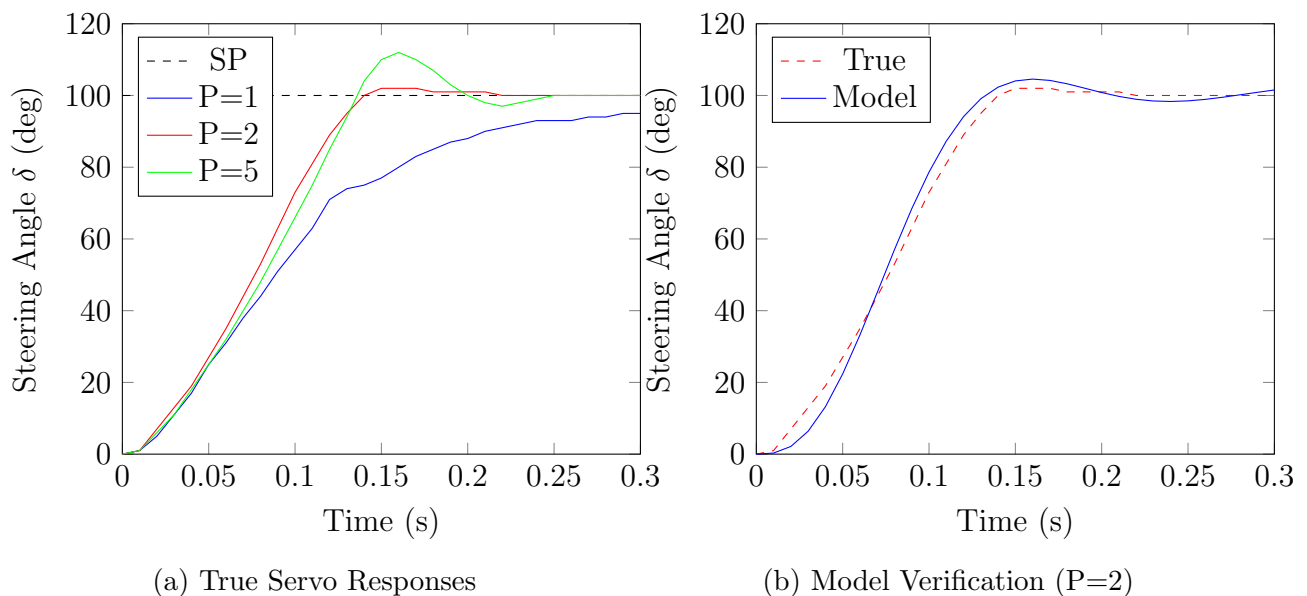 SP
P=1
P=2
P=5
120
100
80
60
40
20
0
0 0.05 0.1 0.15 0.2 0.25 0.3
Time (s)
Steering Angle δ (deg)
(a) True Servo Responses
True
Model
120
100
80
60
40
20
0
0 0.05 0.1 0.15 0.2 0.25 0.3
Time (s)
Steering Angle δ (deg)
(b) Model Verification (P=2)